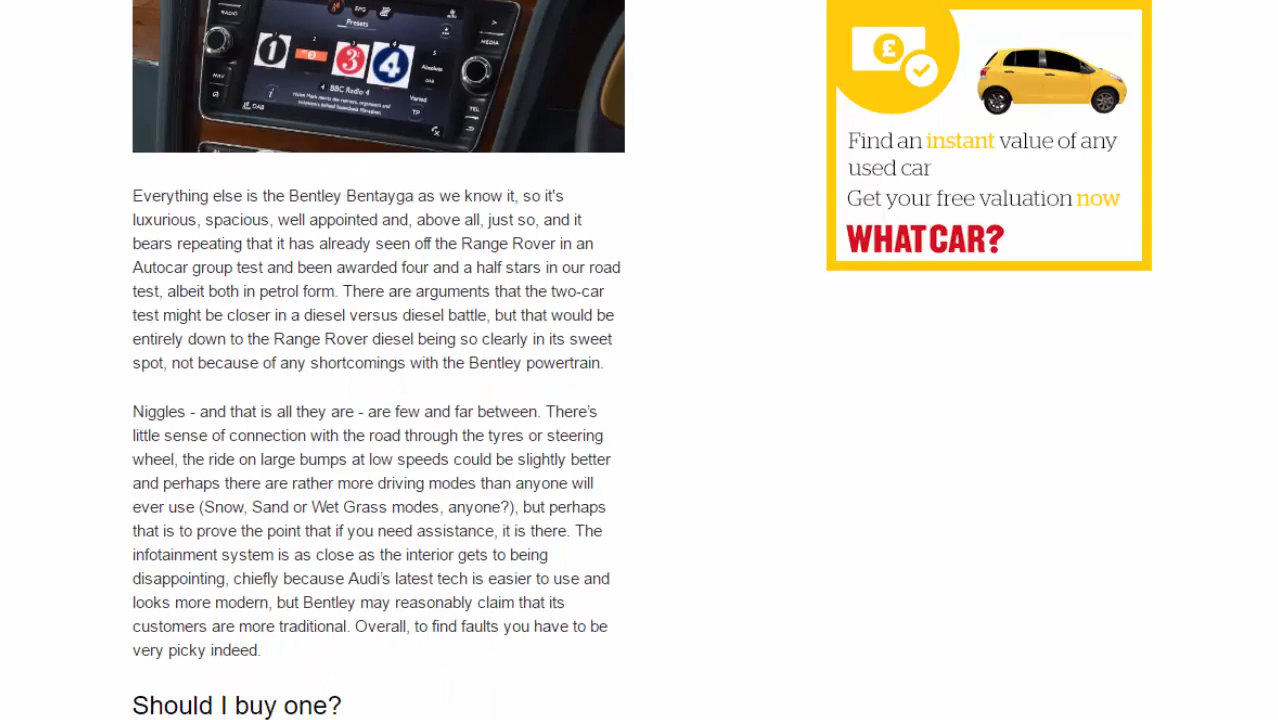 RADIO
EPG
Presets
MEDIA
NAV
1
2
3
4
5
Absolute
DAB
4 BBC Radio 4
Varied
i
DAB
TP
TEL
Everything else is the Bentley Bentayga as we know it, so it's
luxurious, spacious, well appointed and, above all, just so, and it
bears repeating that it has already seen off the Range Rover in an
Autocar group test and been awarded four and a half stars in our road
test, albeit both in petrol form. There are arguments that the two-car
test might be closer in a diesel versus diesel battle, but that would be
entirely down to the Range Rover diesel being so clearly in its sweet
spot, not because of any shortcomings with the Bentley powertrain.
Niggles - and that is all they are - are few and far between. There’s
little sense of connection with the road through the tyres or steering
wheel, the ride on large bumps at low speeds could be slightly better
and perhaps there are rather more driving modes than anyone will
ever use (Snow, Sand or Wet Grass modes, anyone?), but perhaps
that is to prove the point that if you need assistance, it is there. The
infotainment system is as close as the interior gets to being
disappointing, chiefly because Audi’s latest tech is easier to use and
looks more modern, but Bentley may reasonably claim that its
customers are more traditional. Overall, to find faults you have to be
very picky indeed.
Should I buy one?
£
Find an instant value of any
used car
Get your free valuation now
WHAT CAR?